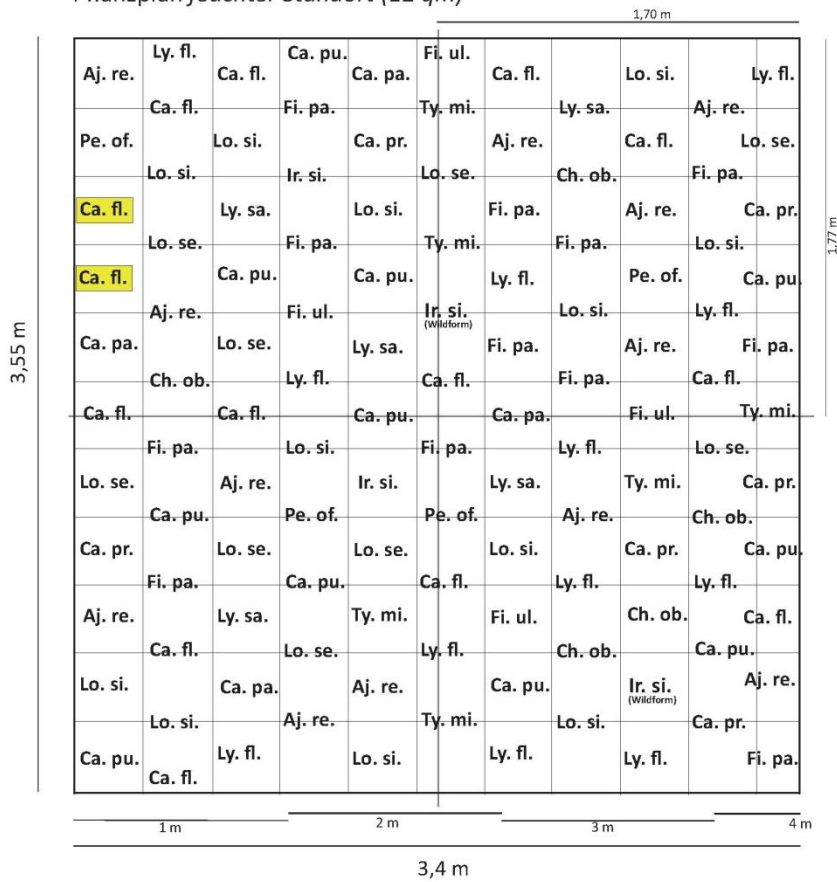 Pflanzplan feuchter Standort (12 qm)
1,70 m
Ly. fl. Ca. pu. Fi. ul.
Aj. re. Ca. fl. Ca. pa. Ca. fl. Lo. si. Ly. fl.
Ca. fl. Fi. pa. Ty. mi. Ly. sa. Aj. re.
Pe. of. Lo. si. Ca. pr. Aj. re. Ca. fl. Lo. se.
Lo. si. Ir. si. Lo. se. Ch. ob. Fi. pa.
Ca. fl. Ly. sa. Lo. si. Fi. pa. Aj. re. Ca. pr.
1,77 m
Lo. se. Fi. pa. Ty. mi. Fi. pa. Lo. si.
Ca. fl. Ca. pu. Ca. pu. Ly. fl. Pe. of. Ca. pu.
Aj. re. Fi. ul. Ir. si. Lo. si. Ly. fl.
(Wildform)
3,55 m
Ca. pa. Lo. se. Ly. sa. Fi. pa. Aj. re. Fi. pa.
Ch. ob. Ly. fl. Ca. fl. Fi. pa. Ca. fl.
Ca. fl. Ca. fl. Ca. pu. Ca. pa. Fi. ul. Ty. mi.
Fi. pa. Lo. si. Fi. pa. Ly. fl. Lo. se.
Lo. se. Aj. re. Ir. si. Ly. sa. Ty. mi. Ca. pr.
Ca. pu. Pe. of. Pe. of. Aj. re. Ch. ob.
Ca. pr. Lo. se. Lo. se. Lo. si. Ca. pr. Ca. pu.
Fi. pa. Ca. pu. Ca. fl. Ly. fl. Ly. fl.
Aj. re. Ly. sa. Ty. mi. Fi. ul. Ch. ob. Ca. fl.
Ca. fl. Lo. se. Ly. fl. Ch. ob. Ca. pu.
Lo. si. Ca. pa. Aj. re. Ca. pu. Ir. si. Aj. re.
(Wildform)
Lo. si. Aj. re. Ty. mi. Lo. si. Ca. pr.
Ca. pu. Ly. fl. Lo. si. Ly. fl. Ly. fl. Fi. pa.
Ca. fl.
1 m 2 m 3 m 4 m
3,4 m